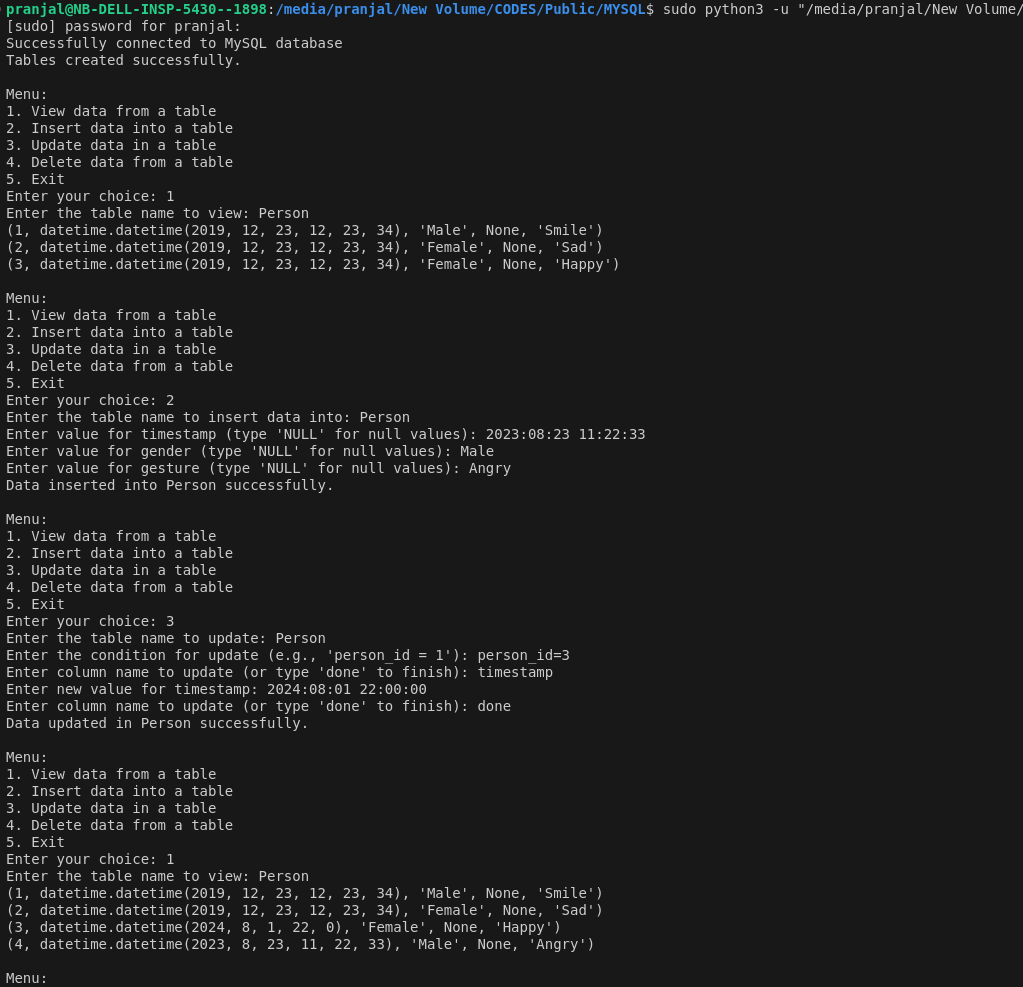 pranjal@NB-DELL-INSP-5430--1898:/media/pranjal/New Volume/CODES/Public/MYSQL$ sudo python3 -u "/media/pranjal/New Volume/
[sudo] password for pranjal:
Successfully connected to MySQL database
Tables created successfully.
Menu:
1. View data from a table
2. Insert data into a table
3. Update data in a table
4. Delete data from a table
5. Exit
Enter your choice: 1
Enter the table name to view: Person
(1, datetime.datetime(2019, 12, 23, 12, 23, 34), 'Male', None, 'Smile')
(2, datetime.datetime(2019, 12, 23, 12, 23, 34), 'Female', None, 'Sad')
(3, datetime.datetime(2019, 12, 23, 12, 23, 34), 'Female', None, 'Happy')
Menu:
1. View data from a table
2. Insert data into a table
3. Update data in a table
4. Delete data from a table
5. Exit
Enter your choice: 2
Enter the table name to insert data into: Person
Enter value for timestamp (type 'NULL' for null values): 2023:08:23 11:22:33
Enter value for gender (type 'NULL' for null values): Male
Enter value for gesture (type 'NULL' for null values): Angry
Data inserted into Person successfully.
Menu:
1. View data from a table
2. Insert data into a table
3. Update data in a table
4. Delete data from a table
5. Exit
Enter your choice: 3
Enter the table name to update: Person
Enter the condition for update (e.g., 'person_id = 1'): person_id=3
Enter column name to update (or type 'done' to finish): timestamp
Enter new value for timestamp: 2024:08:01 22:00:00
Enter column name to update (or type 'done' to finish): done
Data updated in Person successfully.
Menu:
1. View data from a table
2. Insert data into a table
3. Update data in a table
4. Delete data from a table
5. Exit
Enter your choice: 1
Enter the table name to view: Person
(1, datetime.datetime(2019, 12, 23, 12, 23, 34), 'Male', None, 'Smile')
(2, datetime.datetime(2019, 12, 23, 12, 23, 34), 'Female', None, 'Sad')
(3, datetime.datetime(2024, 8, 1, 22, 0), 'Female', None, 'Happy')
(4, datetime.datetime(2023, 8, 23, 11, 22, 33), 'Male', None, 'Angry')
Menu: